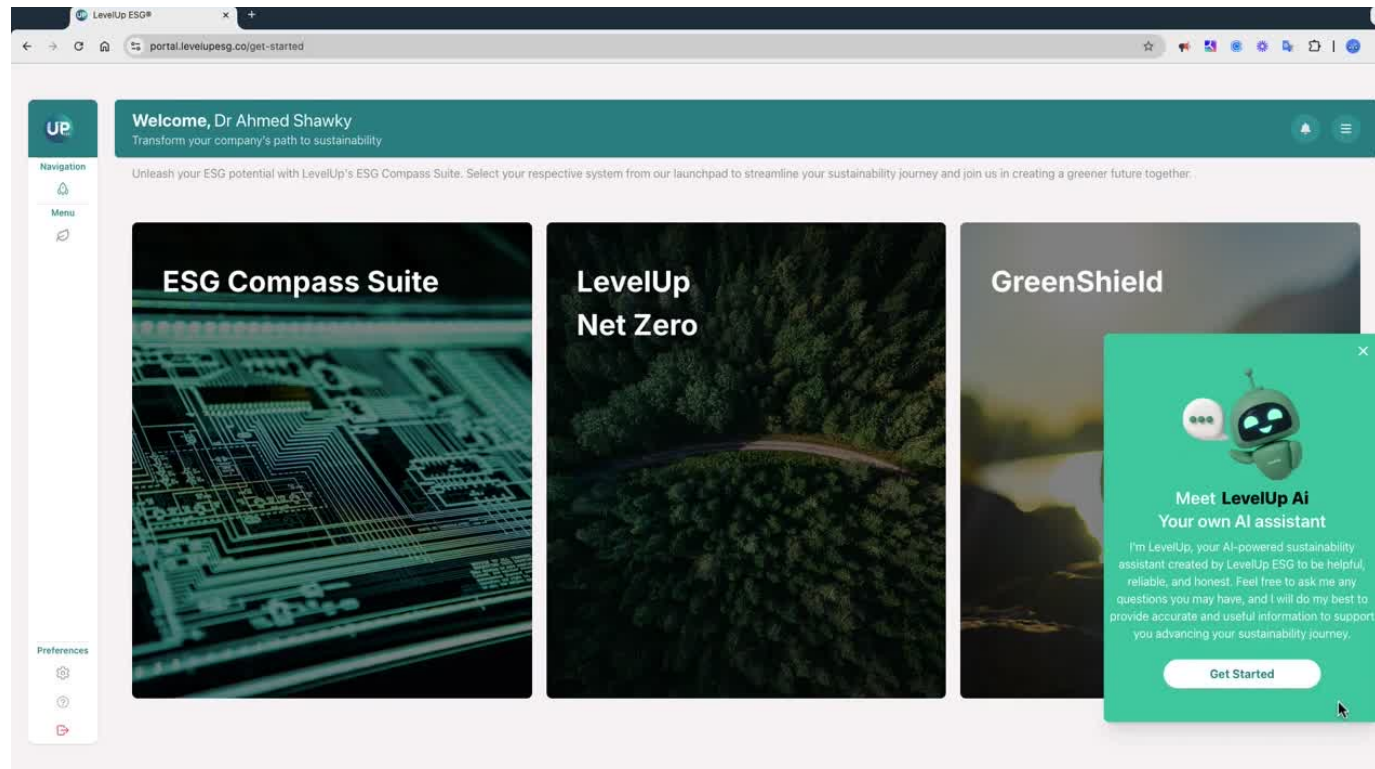 LevelUp ESG®
portal.levelupesg.co/get-started
UP
Welcome, Dr Ahmed Shawky
Transform your company's path to sustainability
Navigation
Menu
Unleash your ESG potential with LevelUp's ESG Compass Suite. Select your respective system from our launchpad to streamline your sustainability journey and join us in creating a greener future together.
ESG Compass Suite
LevelUp
Net Zero
GreenShield
Meet LevelUp Ai
Your own AI assistant
I'm LevelUp, your AI-powered sustainability
assistant created by LevelUp ESG to be helpful,
reliable, and honest. Feel free to ask me any
questions you may have, and I will do my best to
provide accurate and useful information to support
you advancing your sustainability journey.
Get Started
Preferences